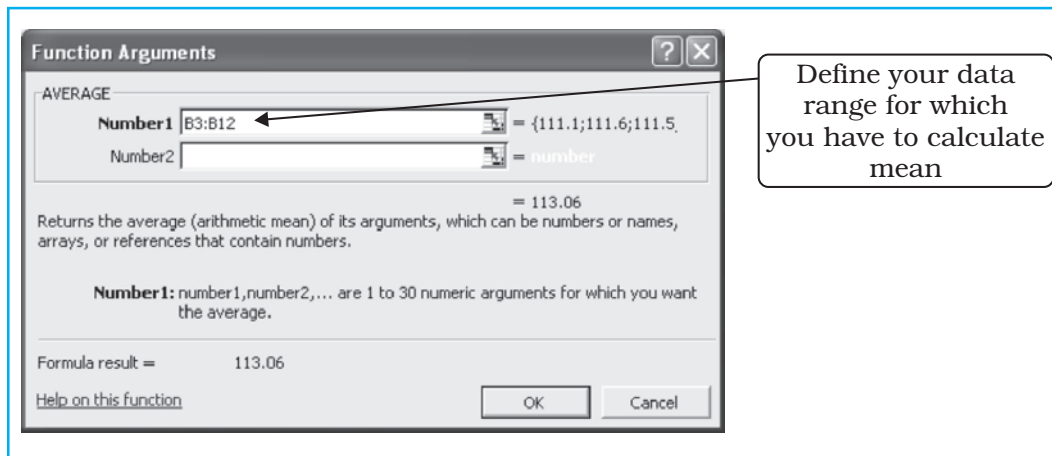 Function Arguments
AVERAGE
Number1 B3:B12 = {111.1;111.6;111.5
Number2 = number
= 113.06
Returns the average (arithmetic mean) of its arguments, which can be numbers or names,
arrays, or references that contain numbers.
Number1: number1,number2,... are 1 to 30 numeric arguments for which you want
the average.
Formula result = 113.06
Help on this function
OK Cancel
Define your data
range for which
you have to calculate
mean